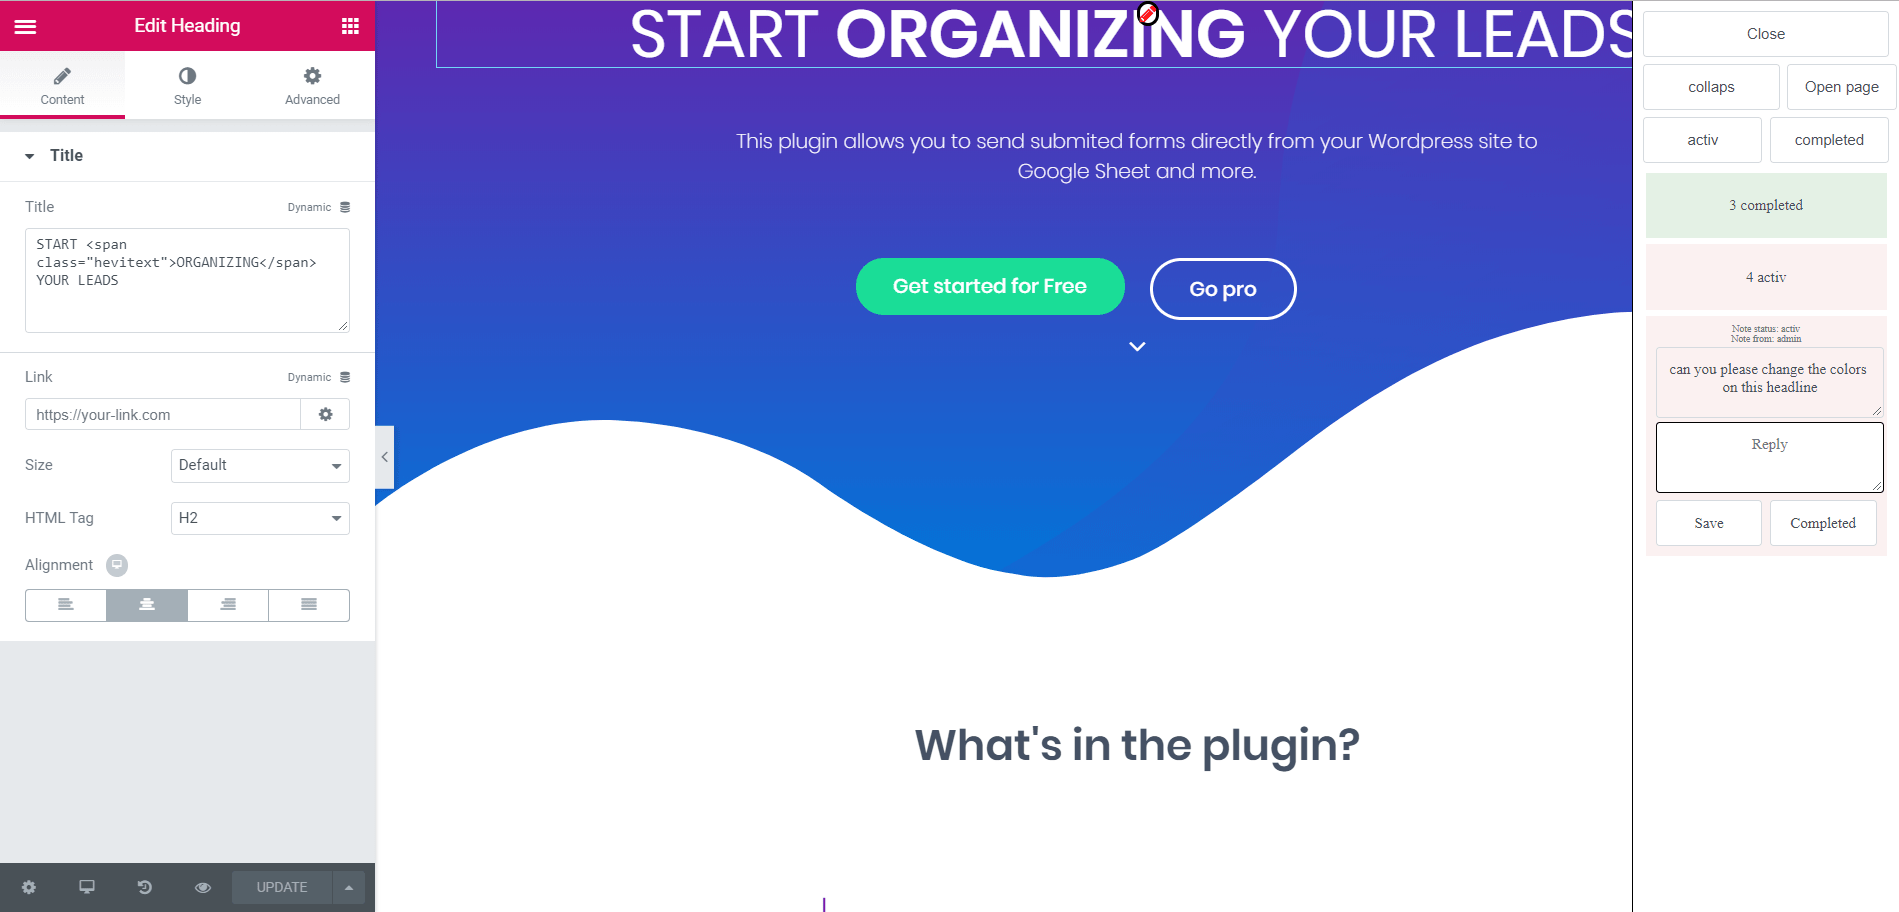 Edit Heading
Content
Style
Advanced
Title
Title
Dynamic
START <span
class="hevitext">ORGANIZING</span>
YOUR LEADS
Link
Dynamic
https://your-link.com
Size
Default
HTML Tag
H2
Alignment
UPDATE
START ORGANIZING YOUR LEADS
This plugin allows you to send submited forms directly from your Wordpress site to
Google Sheet and more.
Get started for Free
Go pro
What's in the plugin?
Close
collaps
Open page
activ
completed
3 completed
4 activ
Note status: activ
Note from: admin
can you please change the colors
on this headline
Reply
Save
Completed